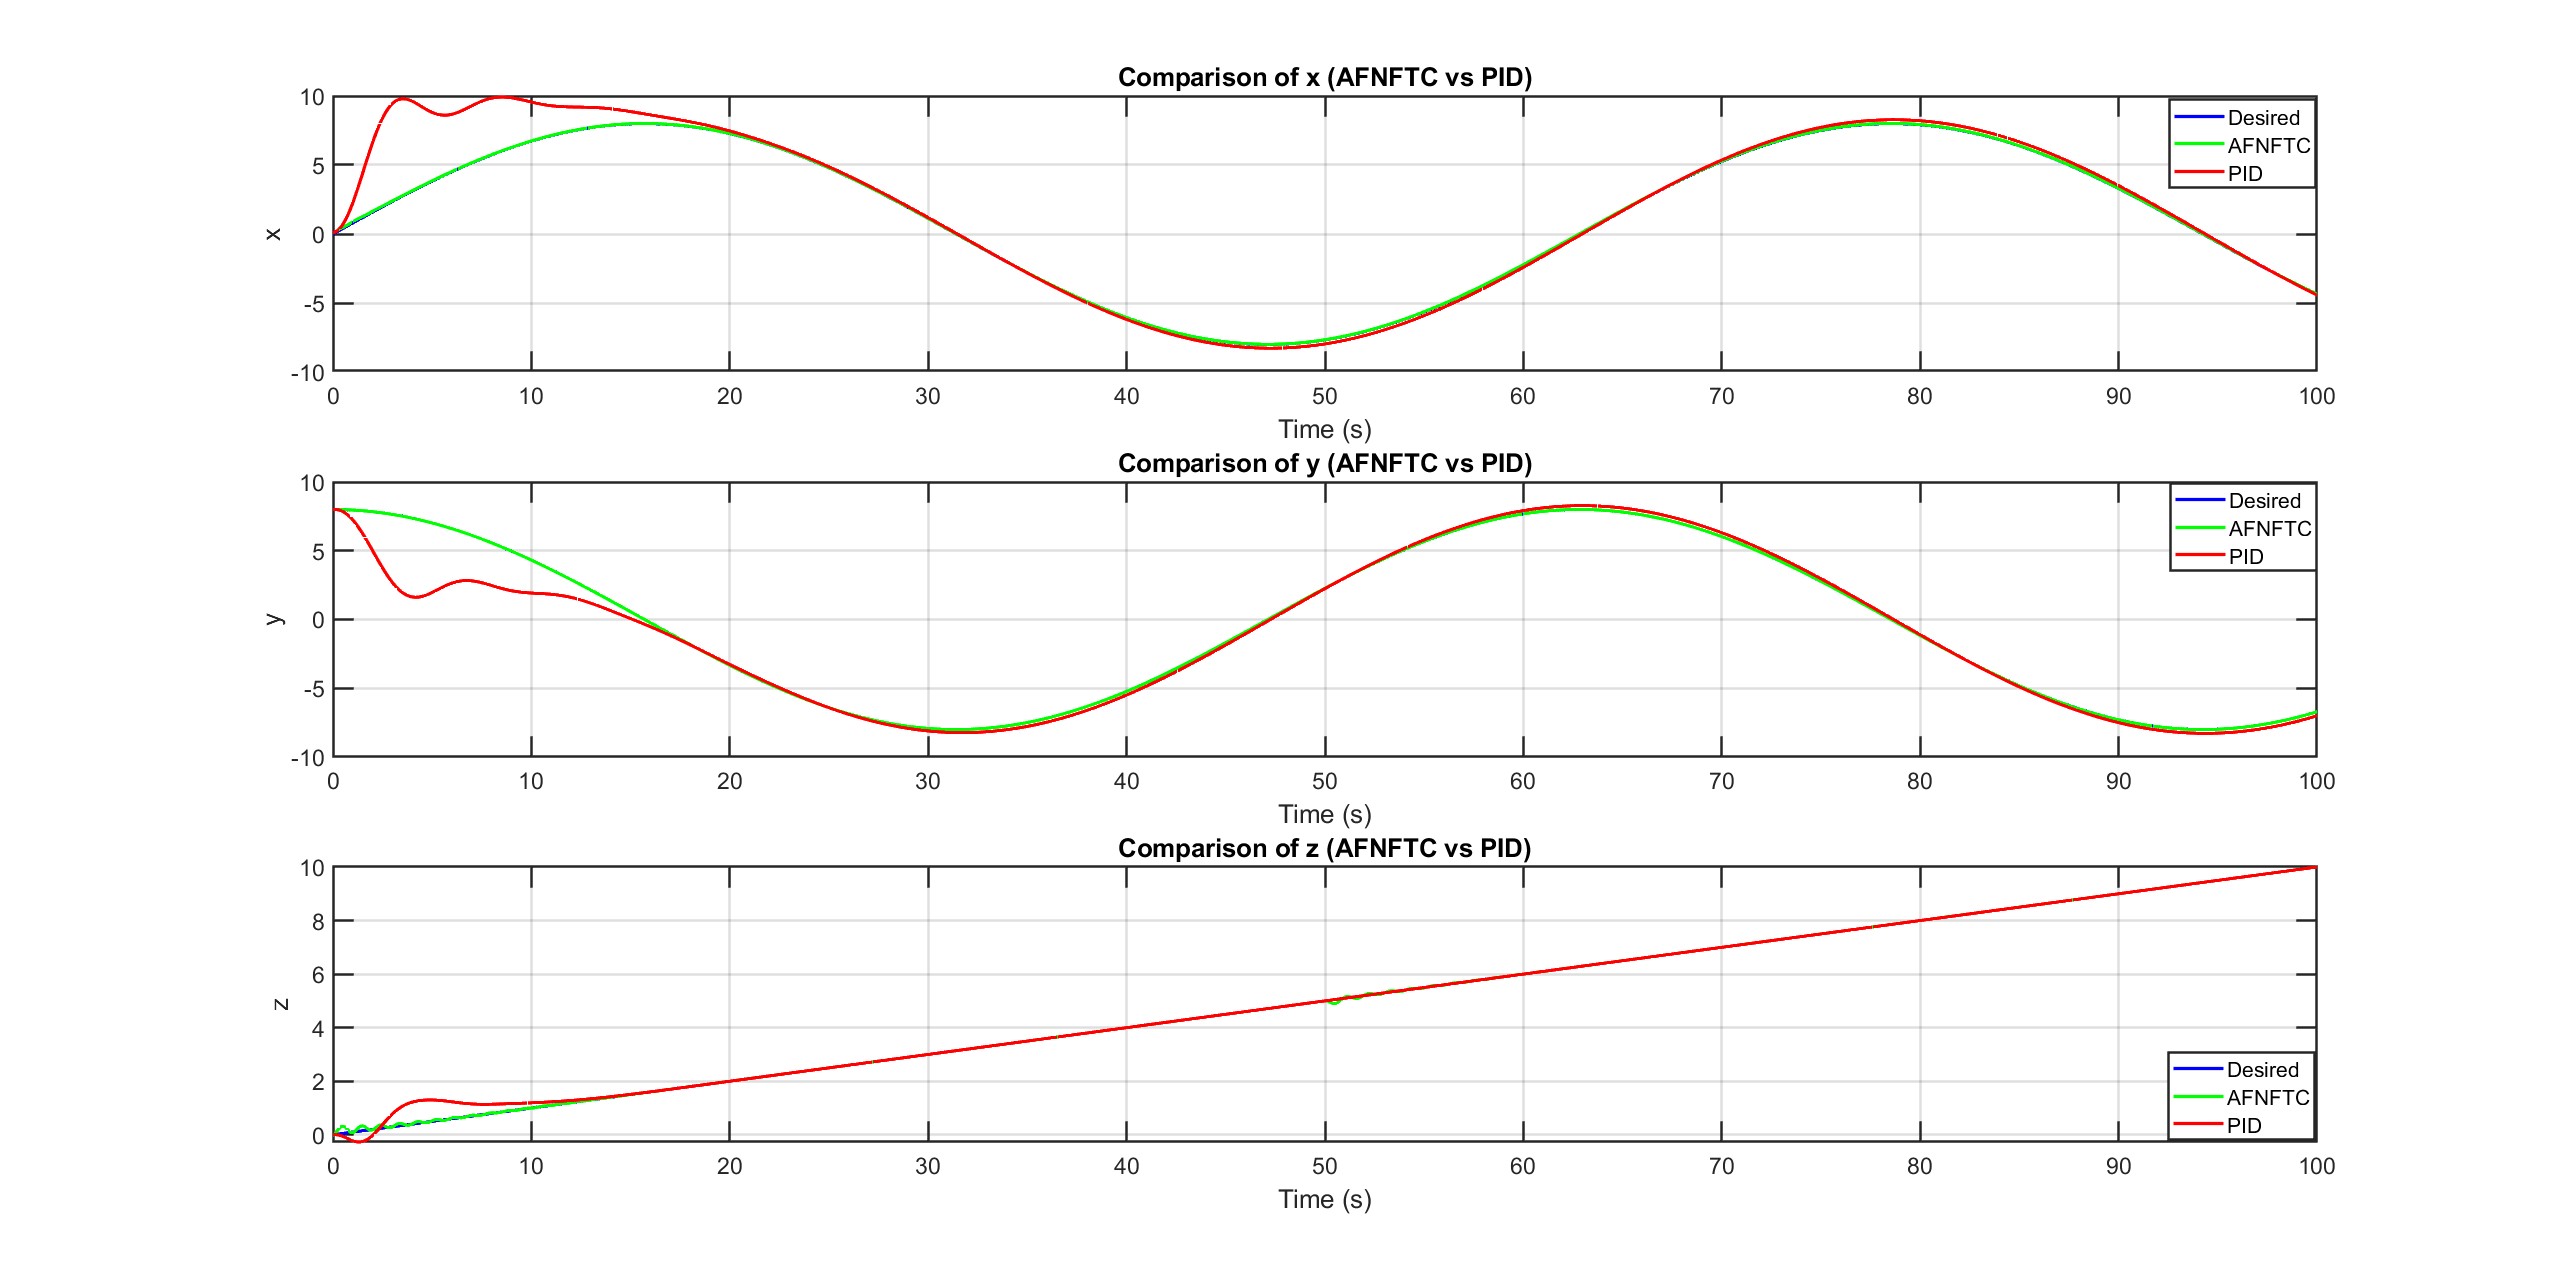 Comparison of x (AFNFTC vs PID)
10
5
0
-5
-10
x
0 10 20 30 40 50 60 70 80 90 100
Time (s)
Desired
AFNFTC
PID
Comparison of y (AFNFTC vs PID)
10
5
0
-5
-10
y
0 10 20 30 40 50 60 70 80 90 100
Time (s)
Desired
AFNFTC
PID
Comparison of z (AFNFTC vs PID)
10
8
6
4
2
0
z
0 10 20 30 40 50 60 70 80 90 100
Time (s)
Desired
AFNFTC
PID